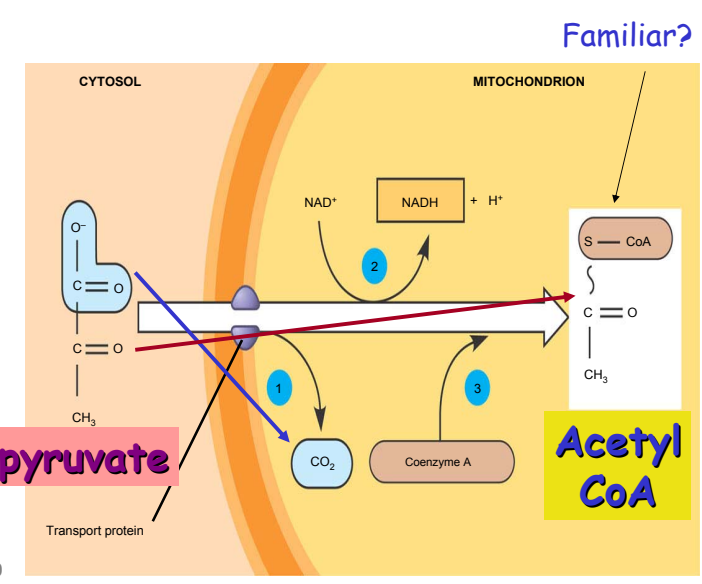 Familiar?
CYTOSOL
MITOCHONDRION
NAD⁺
NADH + H⁺
O⁻
C = O
C = O
CH₃
2
S — CoA
C = O
CH₃
1
3
CO₂
Coenzyme A
pyruvate
Acetyl
CoA
Transport protein